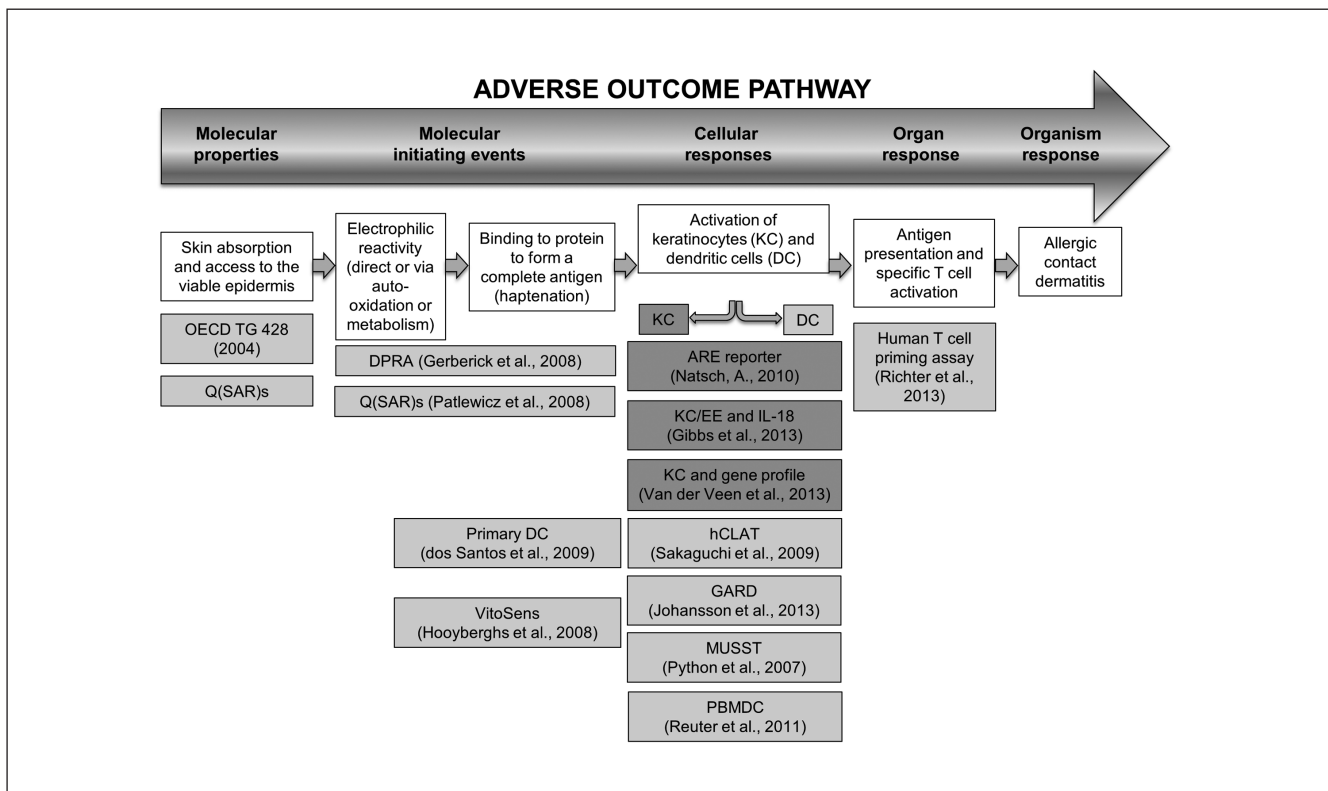 ADVERSE OUTCOME PATHWAY
Molecular
properties
Molecular
initiating events
Cellular
responses
Organ
response
Organism
response
Skin absorption
and access to the
viable epidermis
Electrophilic
reactivity
(direct or via
auto-
oxidation or
metabolism)
Binding to protein
to form a
complete antigen
(haptenation)
Activation of
keratinocytes (KC) and
dendritic cells (DC)
Antigen
presentation and
specific T cell
activation
Allergic
contact
dermatitis
OECD TG 428
(2004)
Q(SAR)s
DPRA (Gerberick et al., 2008)
Q(SAR)s (Patlewicz et al., 2008)
KC
DC
ARE reporter
(Natsch, A., 2010)
KC/EE and IL-18
(Gibbs et al., 2013)
KC and gene profile
(Van der Veen et al., 2013)
Human T cell
priming assay
(Richter et al.,
2013)
Primary DC
(dos Santos et al., 2009)
VitoSens
(Hooyberghs et al., 2008)
hCLAT
(Sakaguchi et al., 2009)
GARD
(Johansson et al., 2013)
MUSST
(Python et al., 2007)
PBMDC
(Reuter et al., 2011)